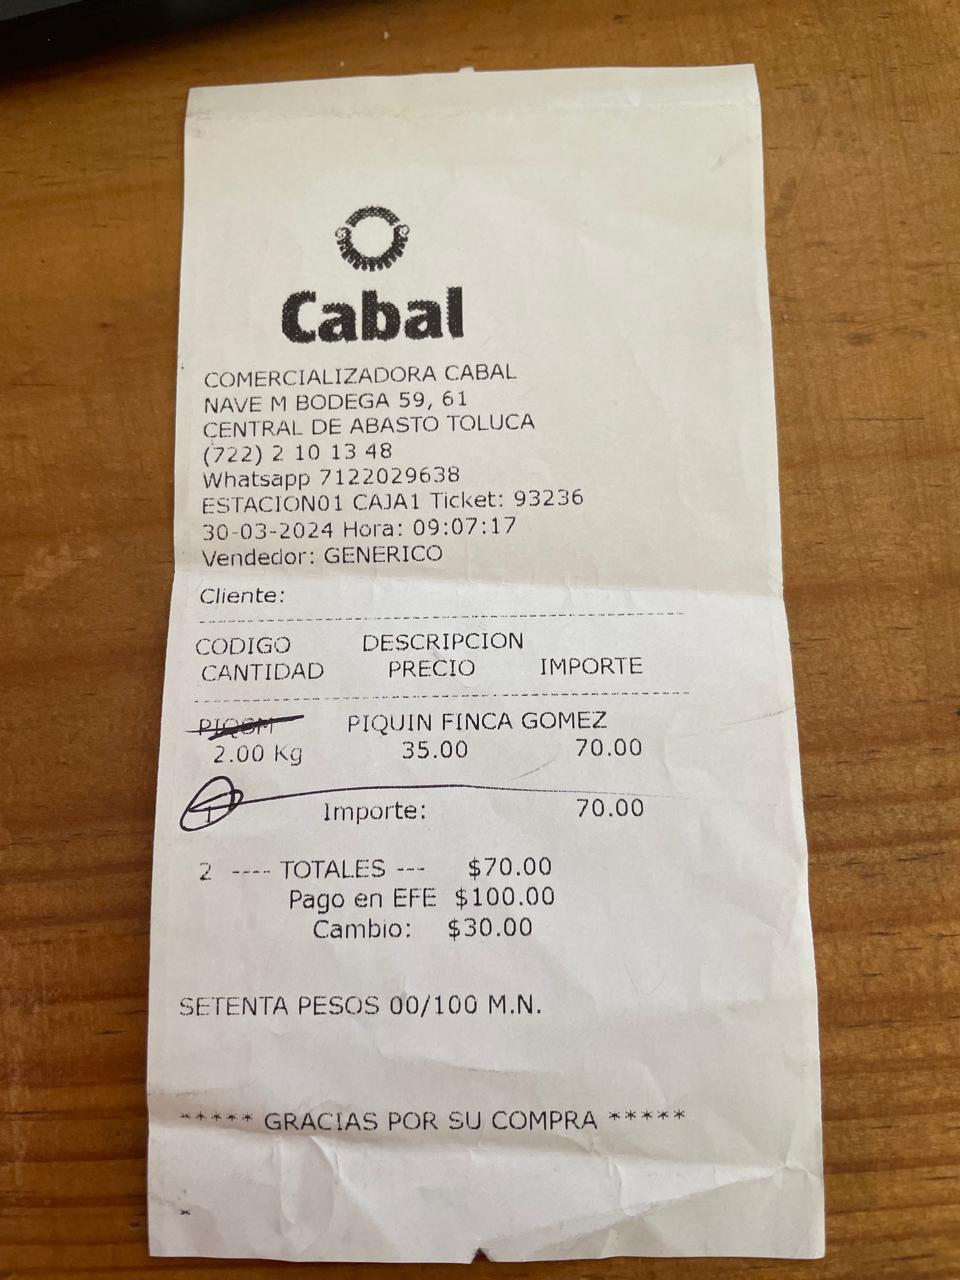 Cabal
COMERCIALIZADORA CABAL
NAVE M BODEGA 59, 61
CENTRAL DE ABASTO TOLUCA
(722) 2 10 13 48
Whatsapp 7122029638
ESTACION01 CAJA1 Ticket: 93236
30-03-2024 Hora: 09:07:17
Vendedor: GENERICO
Cliente:
CODIGO DESCRIPCION
CANTIDAD PRECIO IMPORTE
PIQUIN FINCA GOMEZ
2.00 Kg 35.00 70.00
1 Importe: 70.00
2 ---- TOTALES --- $70.00
Pago en EFE $100.00
Cambio: $30.00
SETENTA PESOS 00/100 M.N.
***** GRACIAS POR SU COMPRA *****